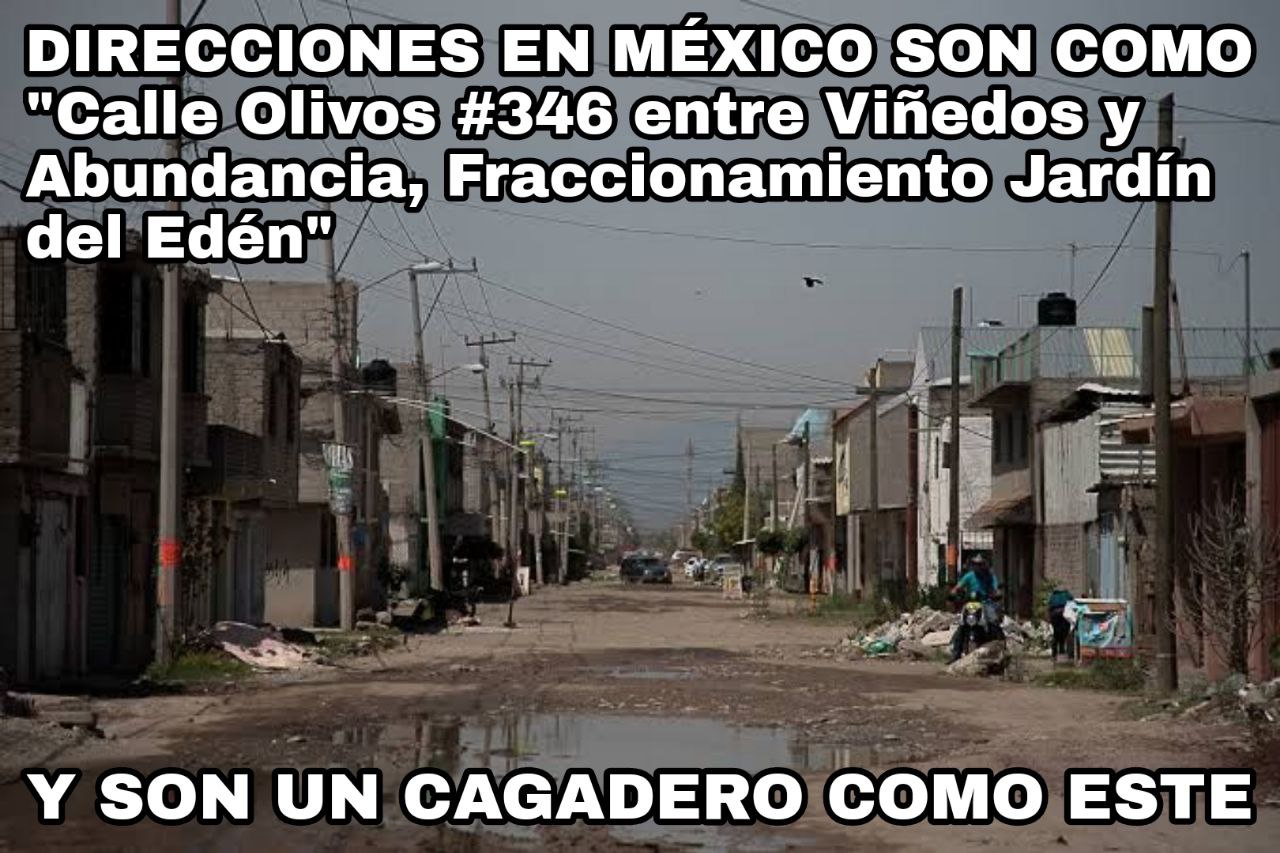 DIRECCIONES EN MÉXICO SON COMO
"Calle Olivos #346 entre Viñedos y
Abundancia, Fraccionamiento Jardín
del Edén"
Y SON UN CAGADERO COMO ESTE